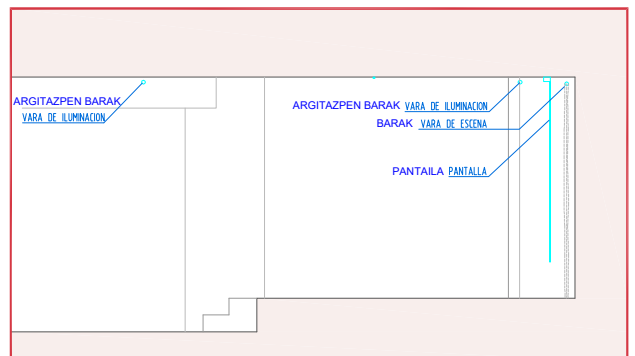 ARGITAZPEN BARAK
VARA DE ILUMINACION
ARGITAZPEN BARAK VARA DE ILUMINACION
BARAK VARA DE ESCENA
PANTAILA PANTALLA